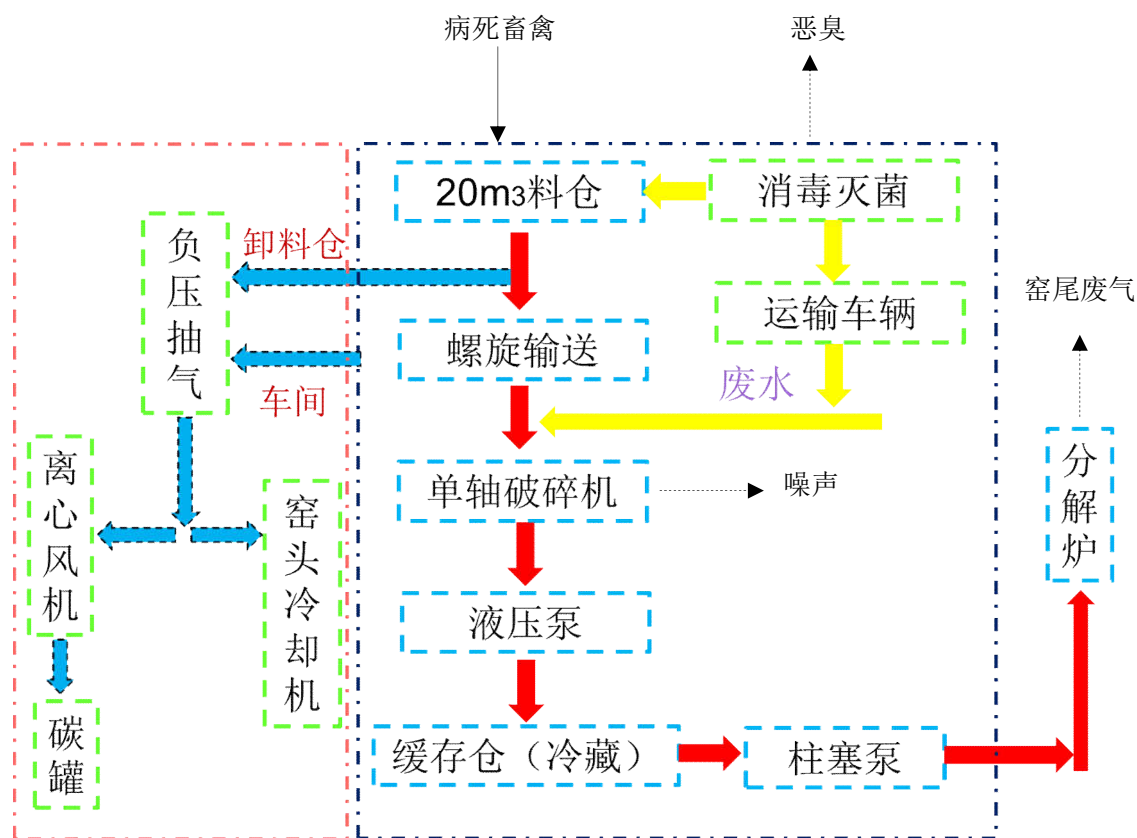 病死畜禽
恶臭
20m3料仓
消毒灭菌
负压抽气
卸料仓
运输车辆
窑尾废气
螺旋输送
车间
废水
离心风机
单轴破碎机
噪声
分解炉
窑头冷却机
液压泵
碳罐
缓存仓（冷藏）
柱塞泵